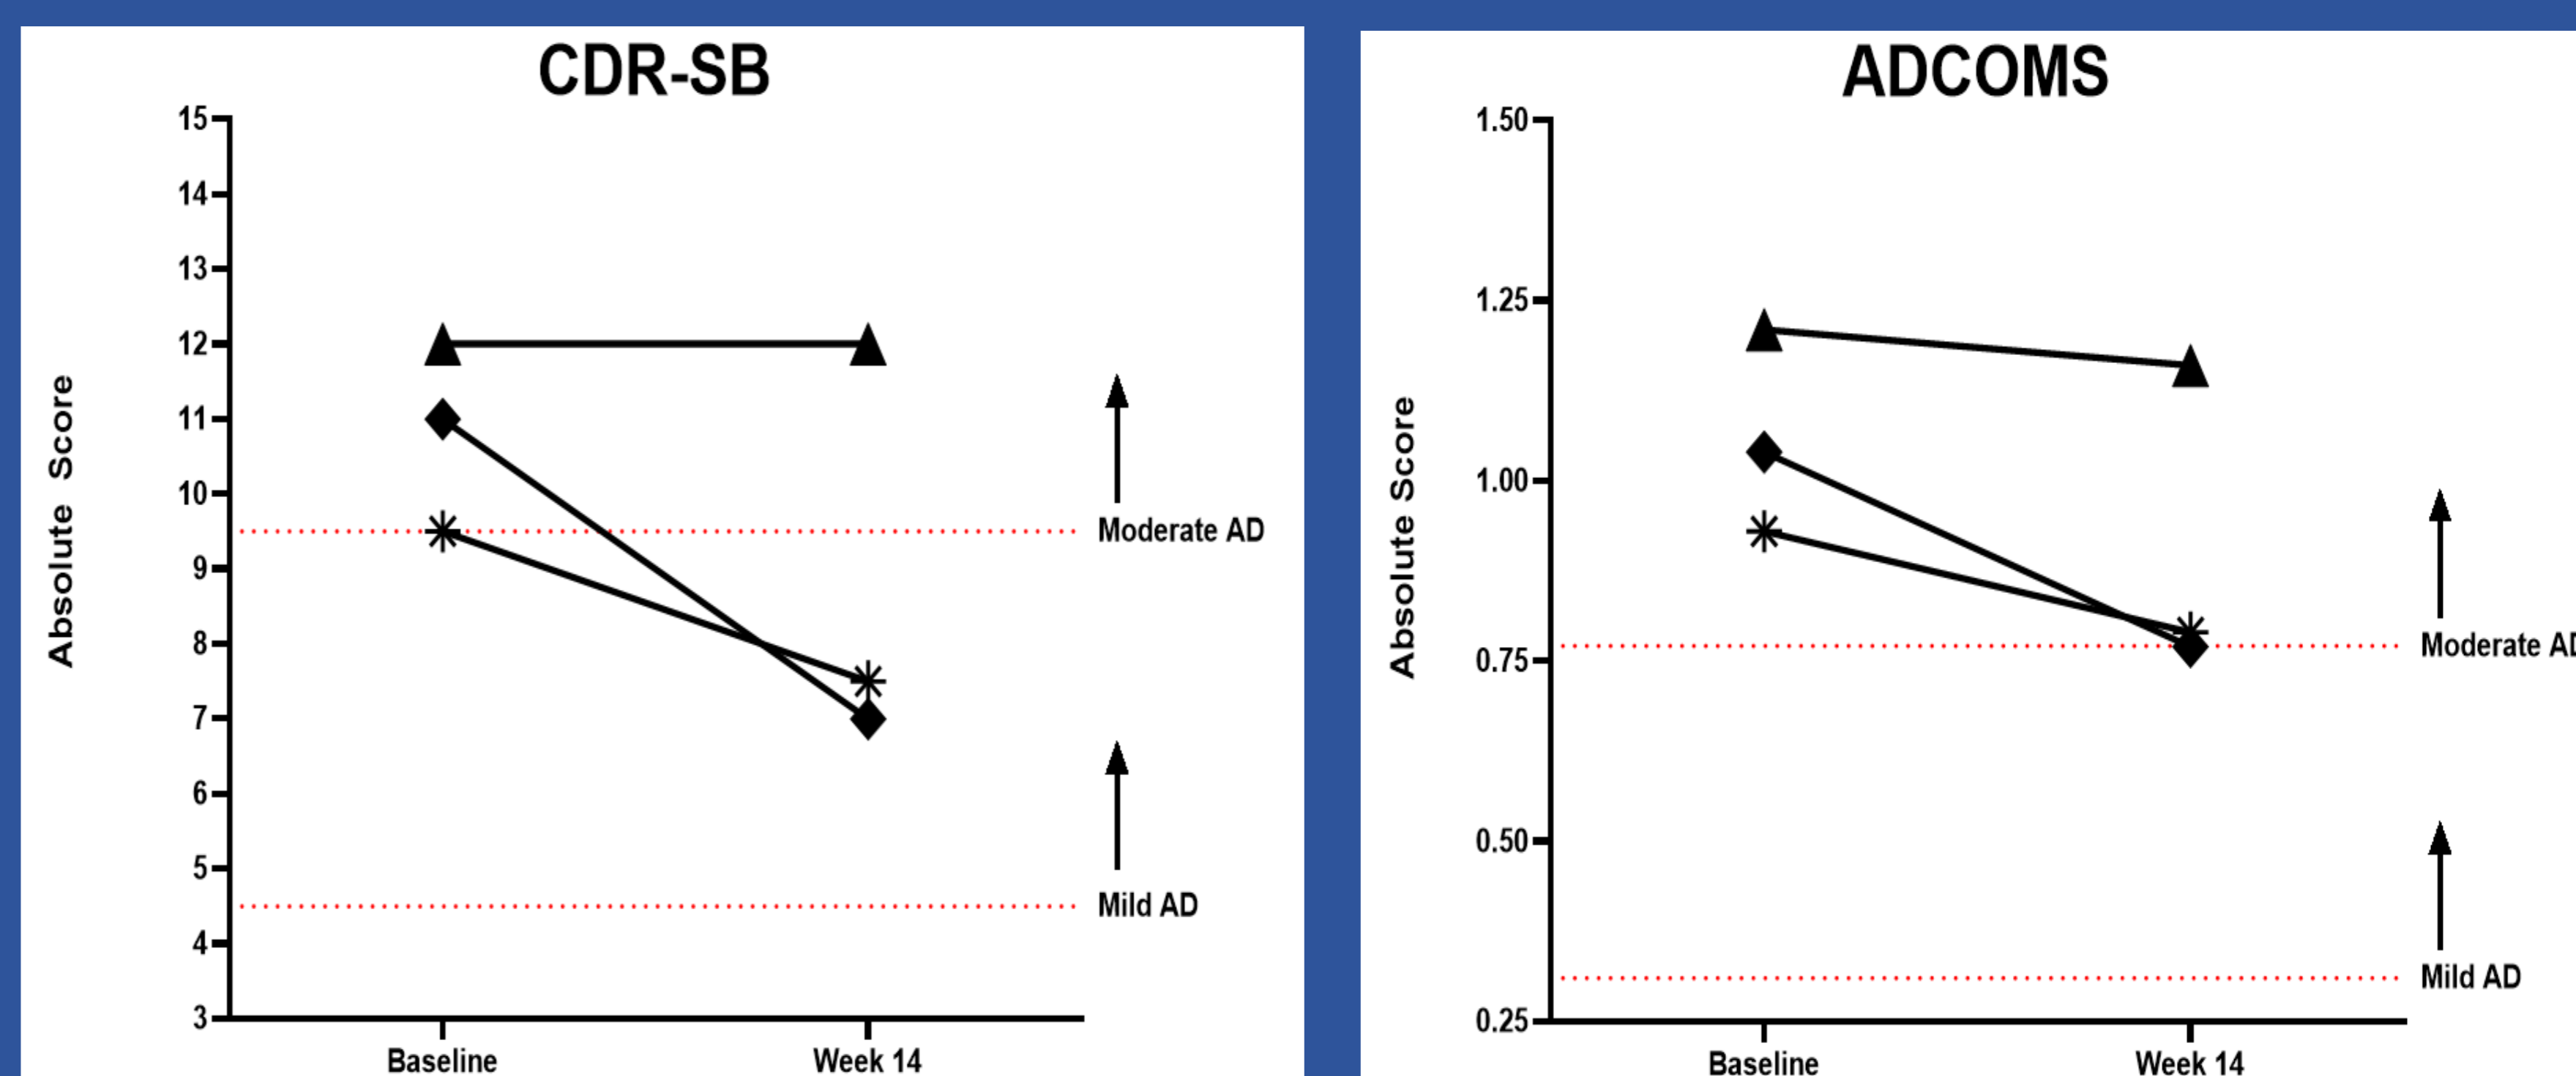 CDR-SB
15
14
13
12
11
10
9
8
7
6
5
4
3
Absolute Score
Moderate AD
Mild AD
Baseline
Week 14
ADCOMS
1.50
1.25
1.00
0.75
0.50
0.25
Absolute Score
Moderate AD
Mild AD
Baseline
Week 14